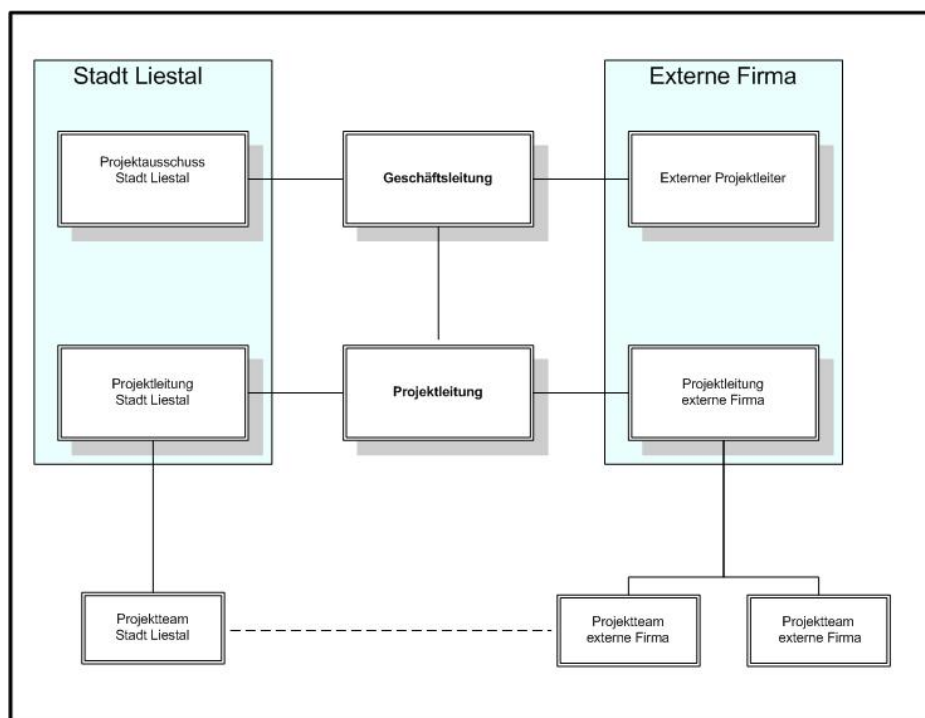 Stadt Liestal
Externe Firma
Projektausschuss
Stadt Liestal
Geschäftsleitung
Externer Projektleiter
Projektleitung
Stadt Liestal
Projektleitung
Projektleitung
externe Firma
Projektteam
Stadt Liestal
Projektteam
externe Firma
Projektteam
externe Firma